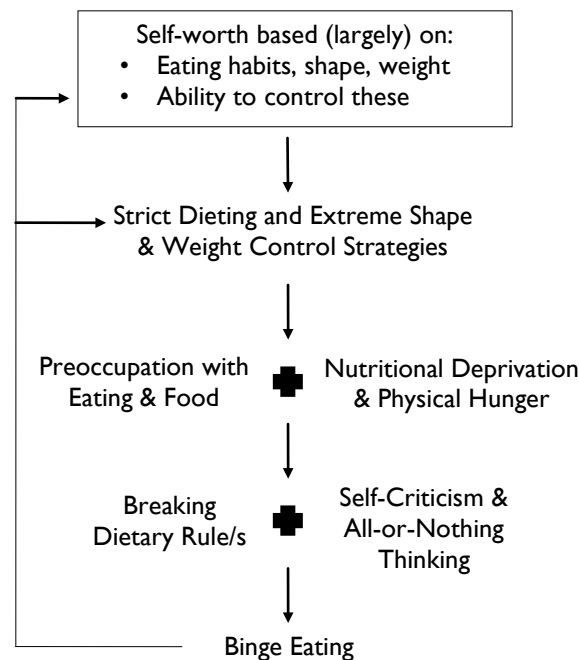 Self-worth based (largely) on:
• Eating habits, shape, weight
• Ability to control these
Strict Dieting and Extreme Shape
& Weight Control Strategies
Preoccupation with
Eating & Food
Nutritional Deprivation
& Physical Hunger
Breaking
Dietary Rule/s
Self-Criticism &
All-or-Nothing
Thinking
Binge Eating